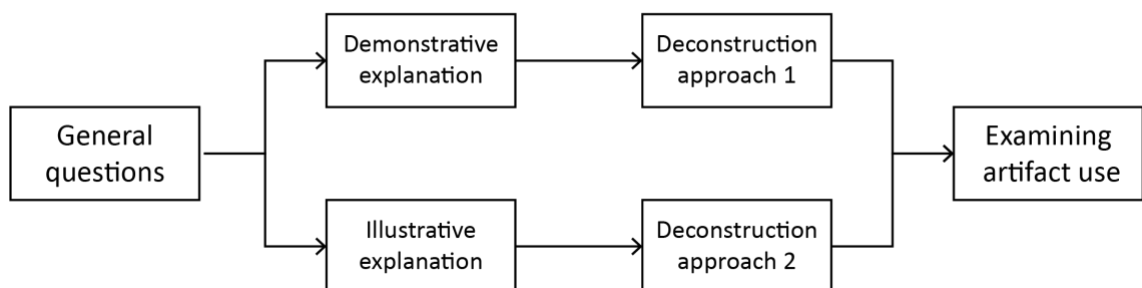 General
questions
Demonstrative
explanation
Deconstruction
approach 1
Illustrative
explanation
Deconstruction
approach 2
Examining
artifact use